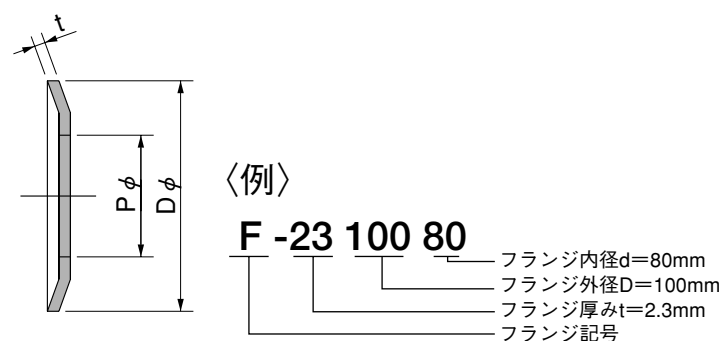 t
Pφ
Dφ
〈例〉
F -23 100 80
フランジ内径d＝80mm
フランジ外径D＝100mm
フランジ厚みt＝2.3mm
フランジ記号